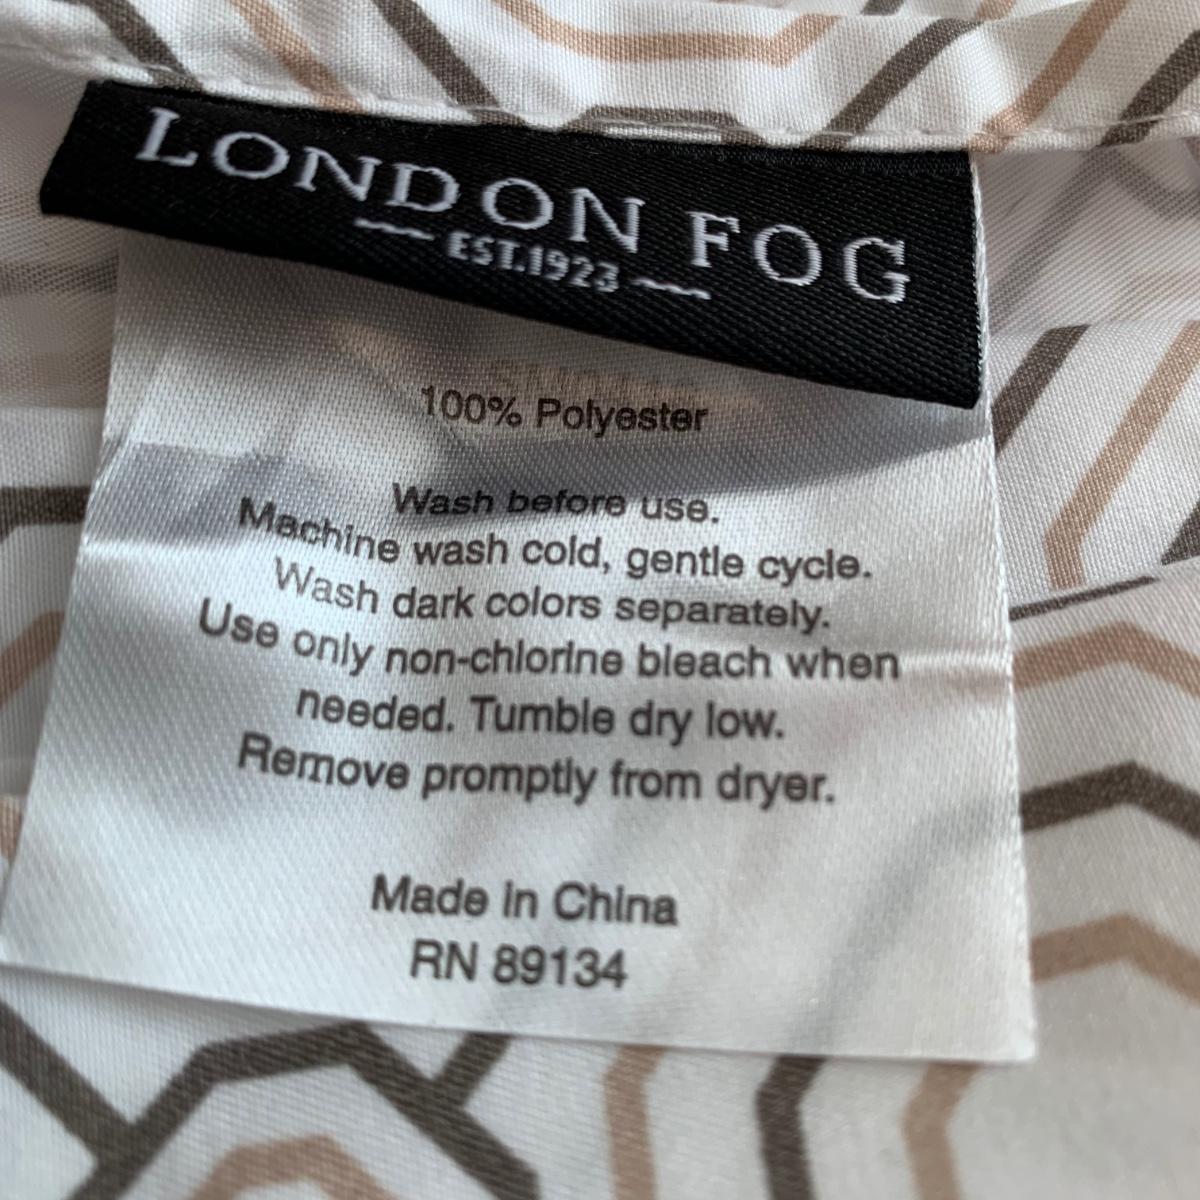 LONDON FOG
EST.1923
100% Polyester
Wash before use.
Machine wash cold, gentle cycle.
Wash dark colors separately.
Use only non-chlorine bleach when
needed. Tumble dry low.
Remove promptly from dryer.
Made in China
RN 89134